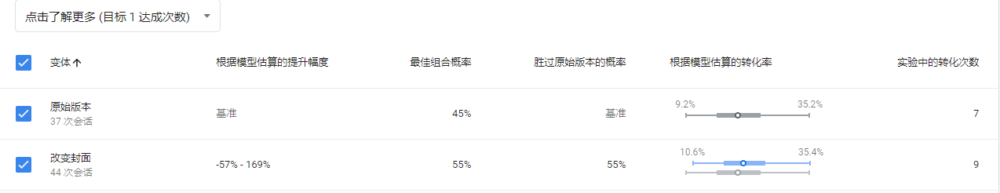 点击了解更多 (目标 1 达成次数)
变体 根据模型估算的提升幅度 最佳组合概率 胜过原始版本的概率 根据模型估算的转化率 实验中的转化次数
原始版本
37 次会话
基准 45% 基准 9.2% 35.2% 7
改变封面
44 次会话
-57% - 169% 55% 55% 10.6% 35.4% 9